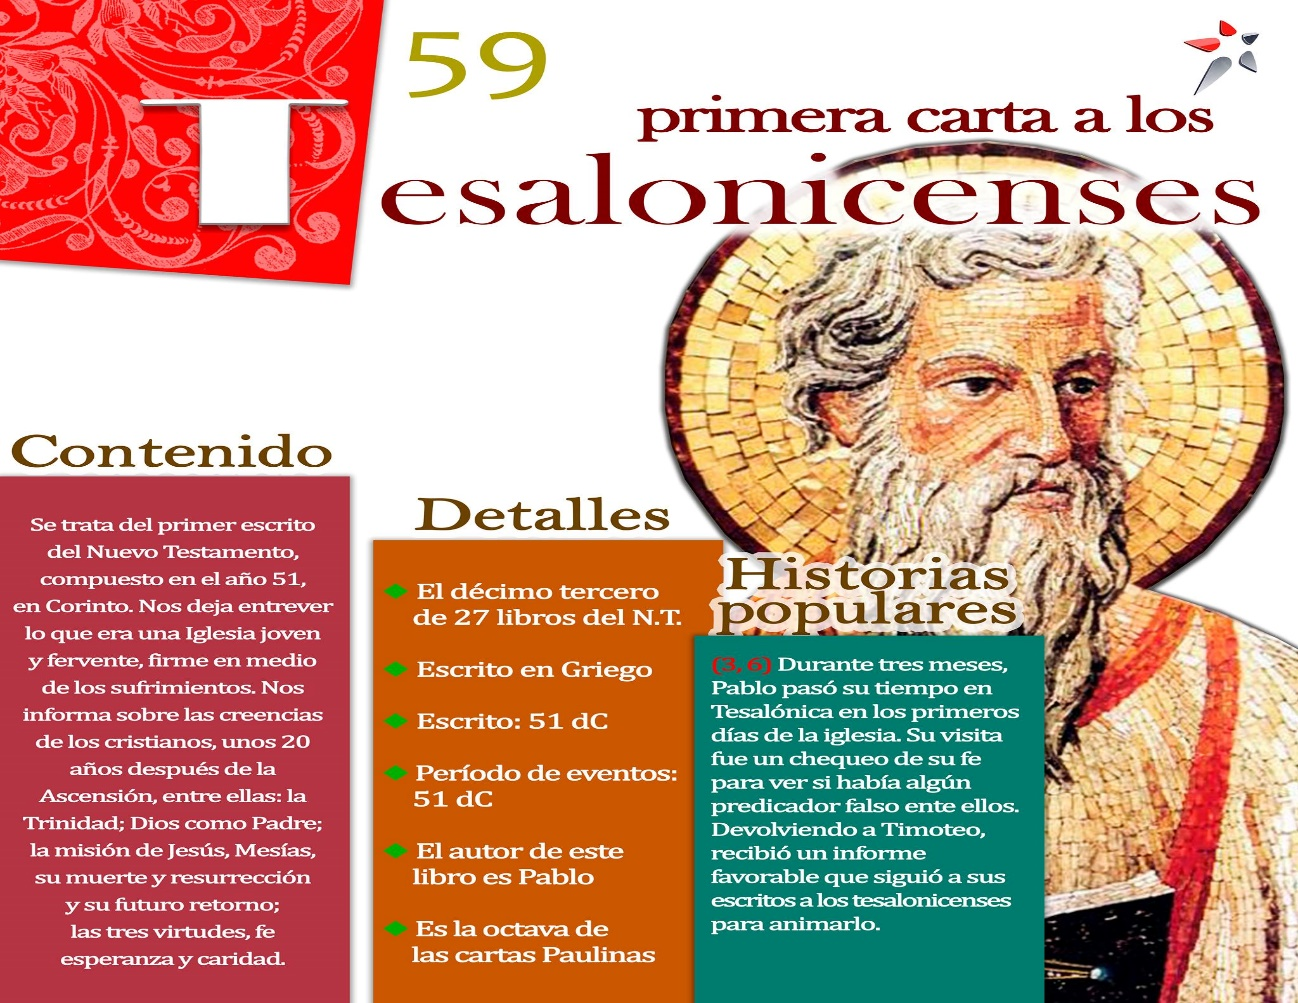 59
primera carta a los
Tesalonicenses
Contenido
Se trata del primer escrito
del Nuevo Testamento,
compuesto en el año 51,
en Corinto. Nos deja entrever
lo que era una Iglesia joven
y fervente, firme en medio
de los sufrimientos. Nos
informa sobre las creencias
de los cristianos, unos 20
años después de la
Ascensión, entre ellas: la
Trinidad; Dios como Padre;
la misión de Jesús, Mesías,
su muerte y resurrección
y su futuro retorno;
las tres virtudes, fe
esperanza y caridad.
Detalles
El décimo tercero
de 27 libros del N.T.
Escrito en Griego
Escrito: 51 dC
Período de eventos:
51 dC
El autor de este
libro es Pablo
Es la octava de
las cartas Paulinas
Historias
populares
(3, 6) Durante tres meses,
Pablo pasó su tiempo en
Tesalónica en los primeros
días de la iglesia. Su visita
fue un chequeo de su fe
para ver si había algún
predicador falso ente ellos.
Devolviendo a Timoteo,
recibió un informe
favorable que siguió a sus
escritos a los tesalonicenses
para animarlo.